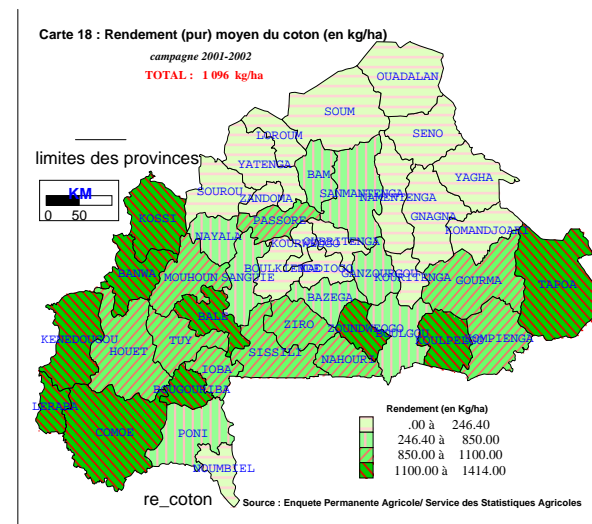 Carte 18 : Rendement (pur) moyen du coton (en kg/ha)
campagne 2001-2002
TOTAL : 1 096 kg/ha
OUADALAN
SOUM
LOROUM
SENO
limites des provinces
YATENGA
BAM
YAGHA
KM
SOUROU
ZANDOMA
SANMANTENGA
NAMENTENGA
0 50
KOSSI
PASSORE
GNAGNA
NAYALA
KOMANDJOARI
BANWA
MOUHOUN
SANGUIE
BOULKIEMDE
KADIOGO
GANZOURGOU
KOURITENGA
GOURMA
TAPOA
BAZEGA
BALE
ZIRO
ZOUNDWEOGO
BOULGOU
KOULPELGO
KOMPIENGA
KENEDOUGOU
HOUET
TUY
SISSILI
NAHOURI
IOBA
BOUGOURIBA
LERABA
COMOE
PONI
NOUMBIEL
Rendement (en Kg/ha)
.00 à 246.40
246.40 à 850.00
850.00 à 1100.00
1100.00 à 1414.00
re_coton
Source : Enquete Permanente Agricole/ Service des Statistiques Agricoles